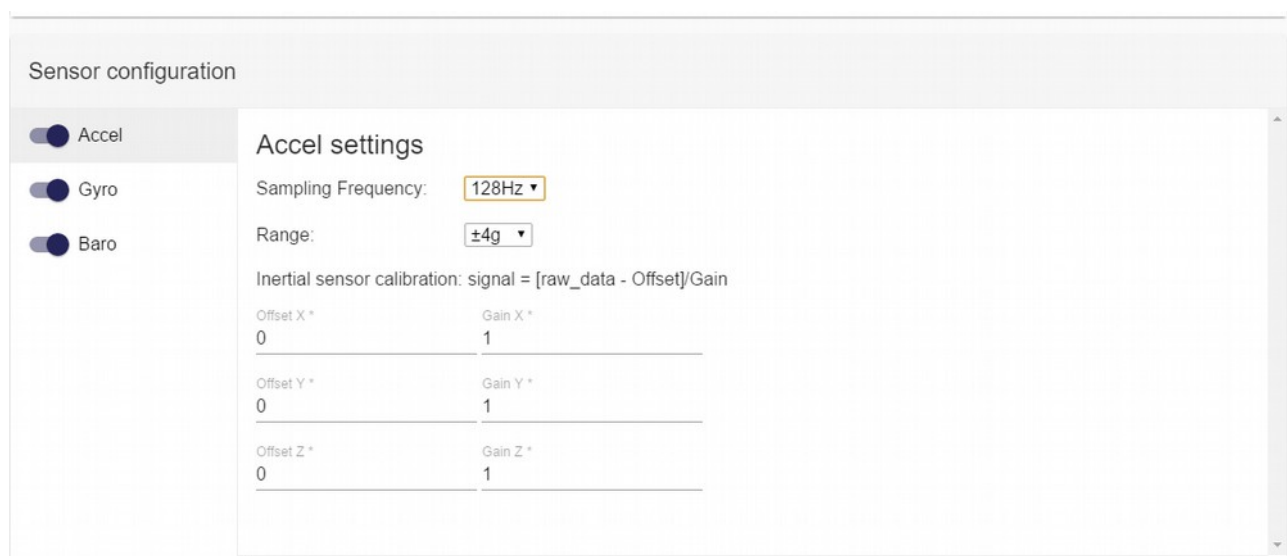 Sensor configuration
Accel
Gyro
Baro
Accel settings
Sampling Frequency: 128Hz
Range: ±4g
Inertial sensor calibration: signal = [raw_data - Offset]/Gain
Offset X * Gain X *
0 1
Offset Y * Gain Y *
0 1
Offset Z * Gain Z *
0 1